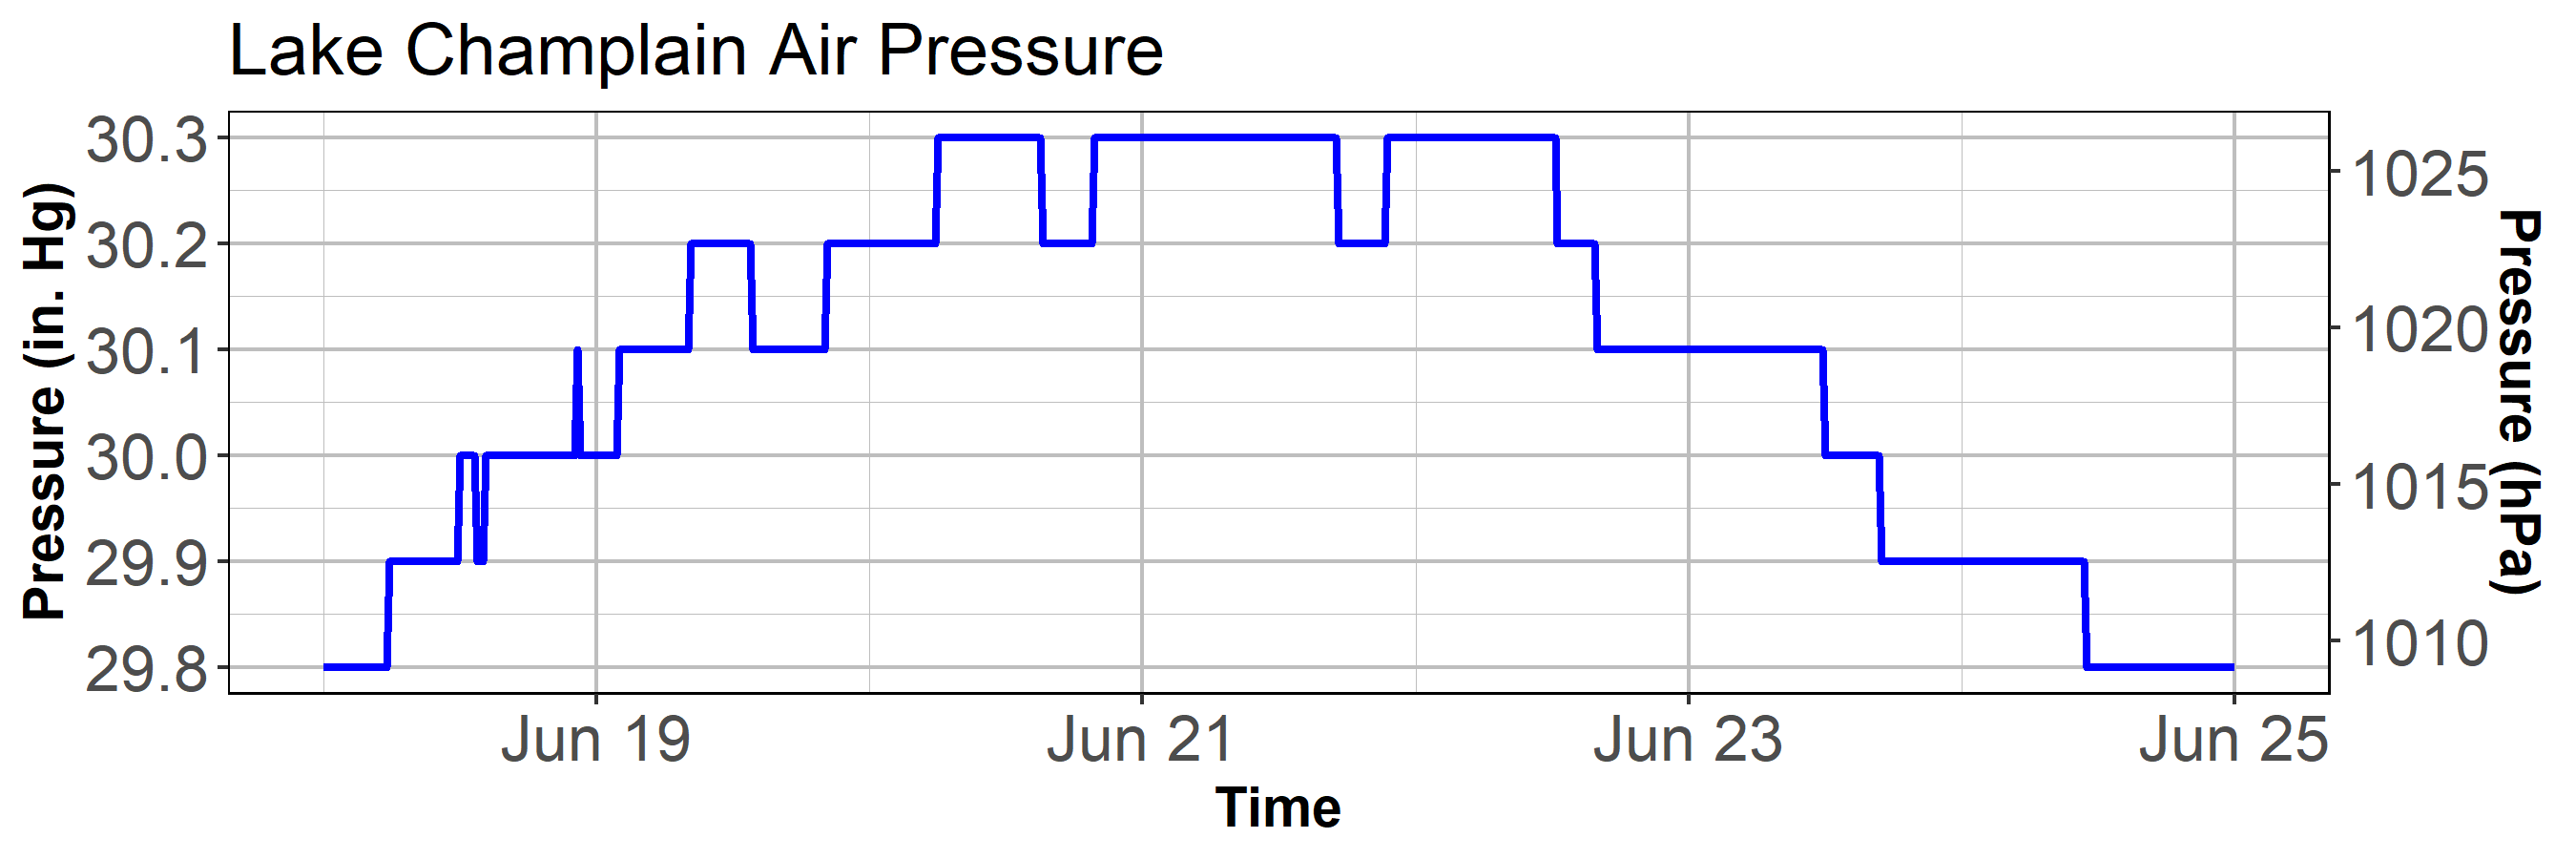 Lake Champlain Air Pressure
30.3
30.2
30.1
30.0
29.9
29.8
Pressure (in. Hg)
1025
1020
1015
1010
Pressure (hPa)
Jun 19 Jun 21 Jun 23 Jun 25
Time